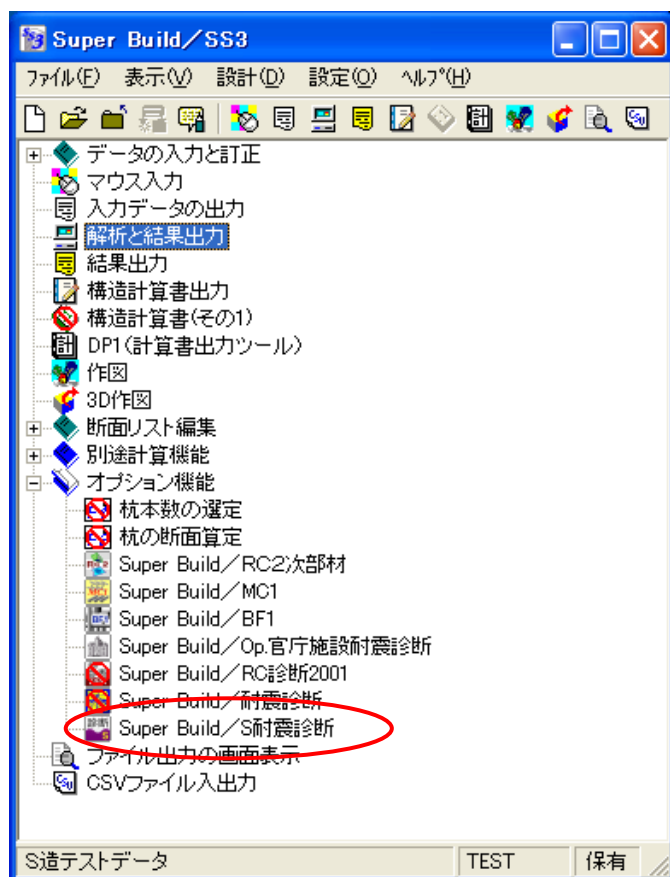 Super Build／SS3
ファイル(F) 表示(V) 設計(D) 設定(O) ヘルプ(H)
データの入力と訂正
マウス入力
入力データの出力
解析と結果出力
結果出力
構造計算書出力
構造計算書(その1)
DP1(計算書出力ツール)
作図
3D作図
断面リスト編集
別途計算機能
オプション機能
杭本数の選定
杭の断面算定
Super Build／RC2次部材
Super Build／MC1
Super Build／BF1
Super Build／Op.官庁施設耐震診断
Super Build／RC診断2001
Super Build／耐震診断
Super Build／S耐震診断
ファイル出力の画面表示
CSVファイル入出力
S造テストデータ TEST 保有